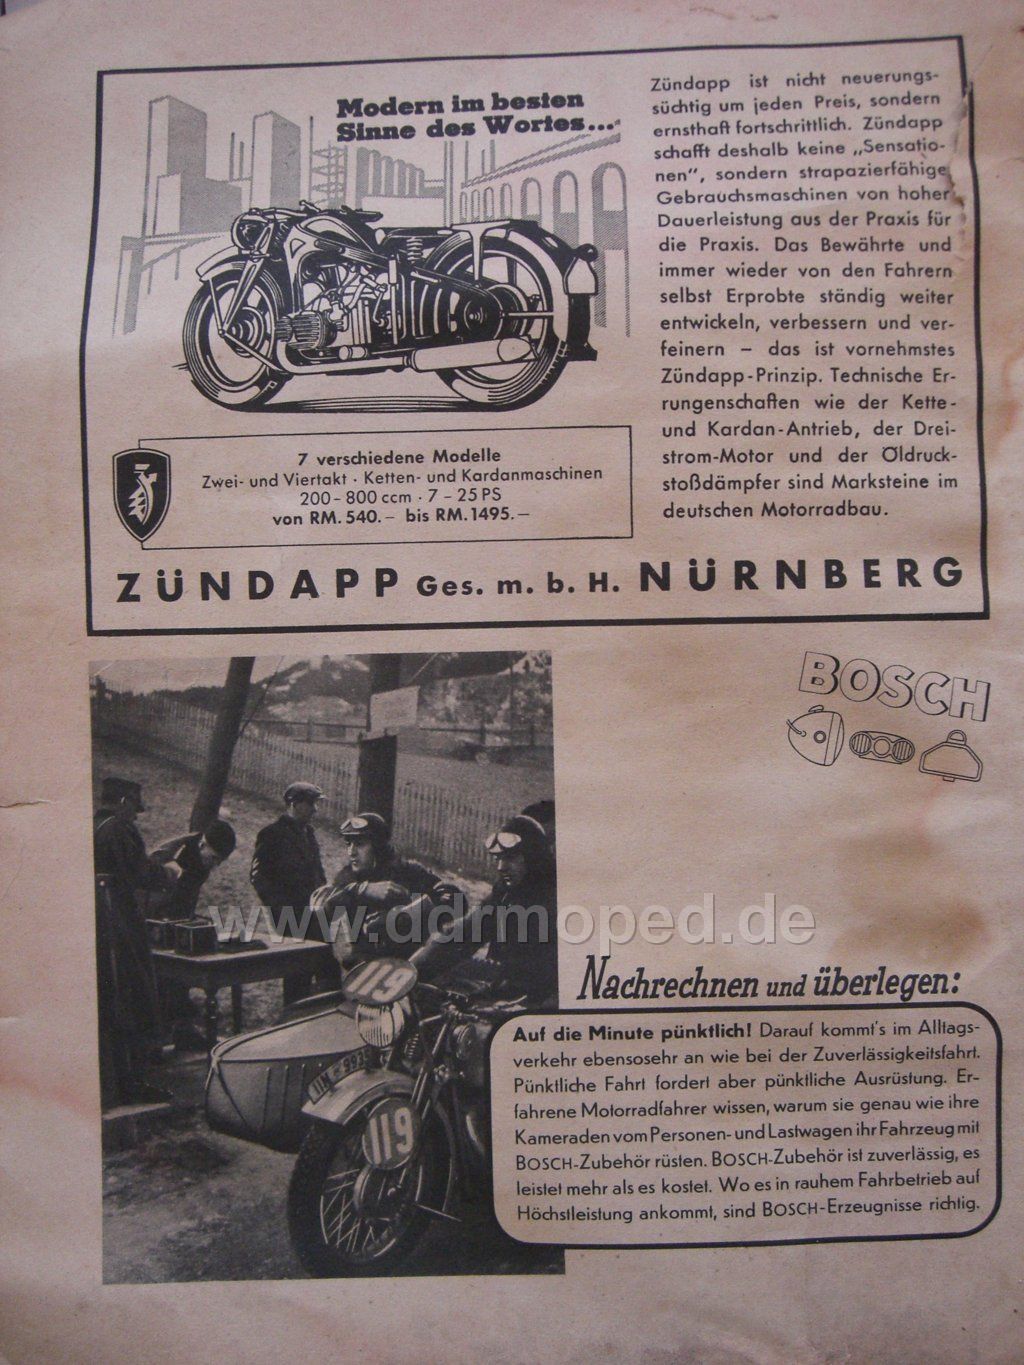 Modern im besten
Sinne des Wortes...
Zündapp ist nicht neuerungs-
süchtig um jeden Preis, sondern
ernsthaft fortschrittlich. Zündapp
schafft deshalb keine „Sensatio-
nen“, sondern strapazierfähige
Gebrauchsmaschinen von hoher
Dauerleistung aus der Praxis für
die Praxis. Das Bewährte und
immer wieder von den Fahrern
selbst Erprobte ständig weiter
entwickeln, verbessern und ver-
feinern – das ist vornehmstes
Zündapp-Prinzip. Technische Er-
rungenschaften wie der Kette-
und Kardan-Antrieb, der Drei-
strom-Motor und der Öldruck-
stoßdämpfer sind Marksteine im
deutschen Motorradbau.
7 verschiedene Modelle
Zwei- und Viertakt · Ketten- und Kardanmaschinen
200 – 800 ccm · 7 – 25 PS
von RM. 540.– bis RM. 1495.–
ZÜNDAPP Ges. m. b. H. NÜRNBERG
BOSCH
www.ddrmoped.de
119
119
Nachrechnen und überlegen:
Auf die Minute pünktlich! Darauf kommt's im Alltags-
verkehr ebensosehr an wie bei der Zuverlässigkeitsfahrt.
Pünktliche Fahrt fordert aber pünktliche Ausrüstung. Er-
fahrene Motorradfahrer wissen, warum sie genau wie ihre
Kameraden vom Personen- und Lastwagen ihr Fahrzeug mit
BOSCH-Zubehör rüsten. BOSCH-Zubehör ist zuverlässig, es
leistet mehr als es kostet. Wo es in rauhem Fahrbetrieb auf
Höchstleistung ankommt, sind BOSCH-Erzeugnisse richtig.